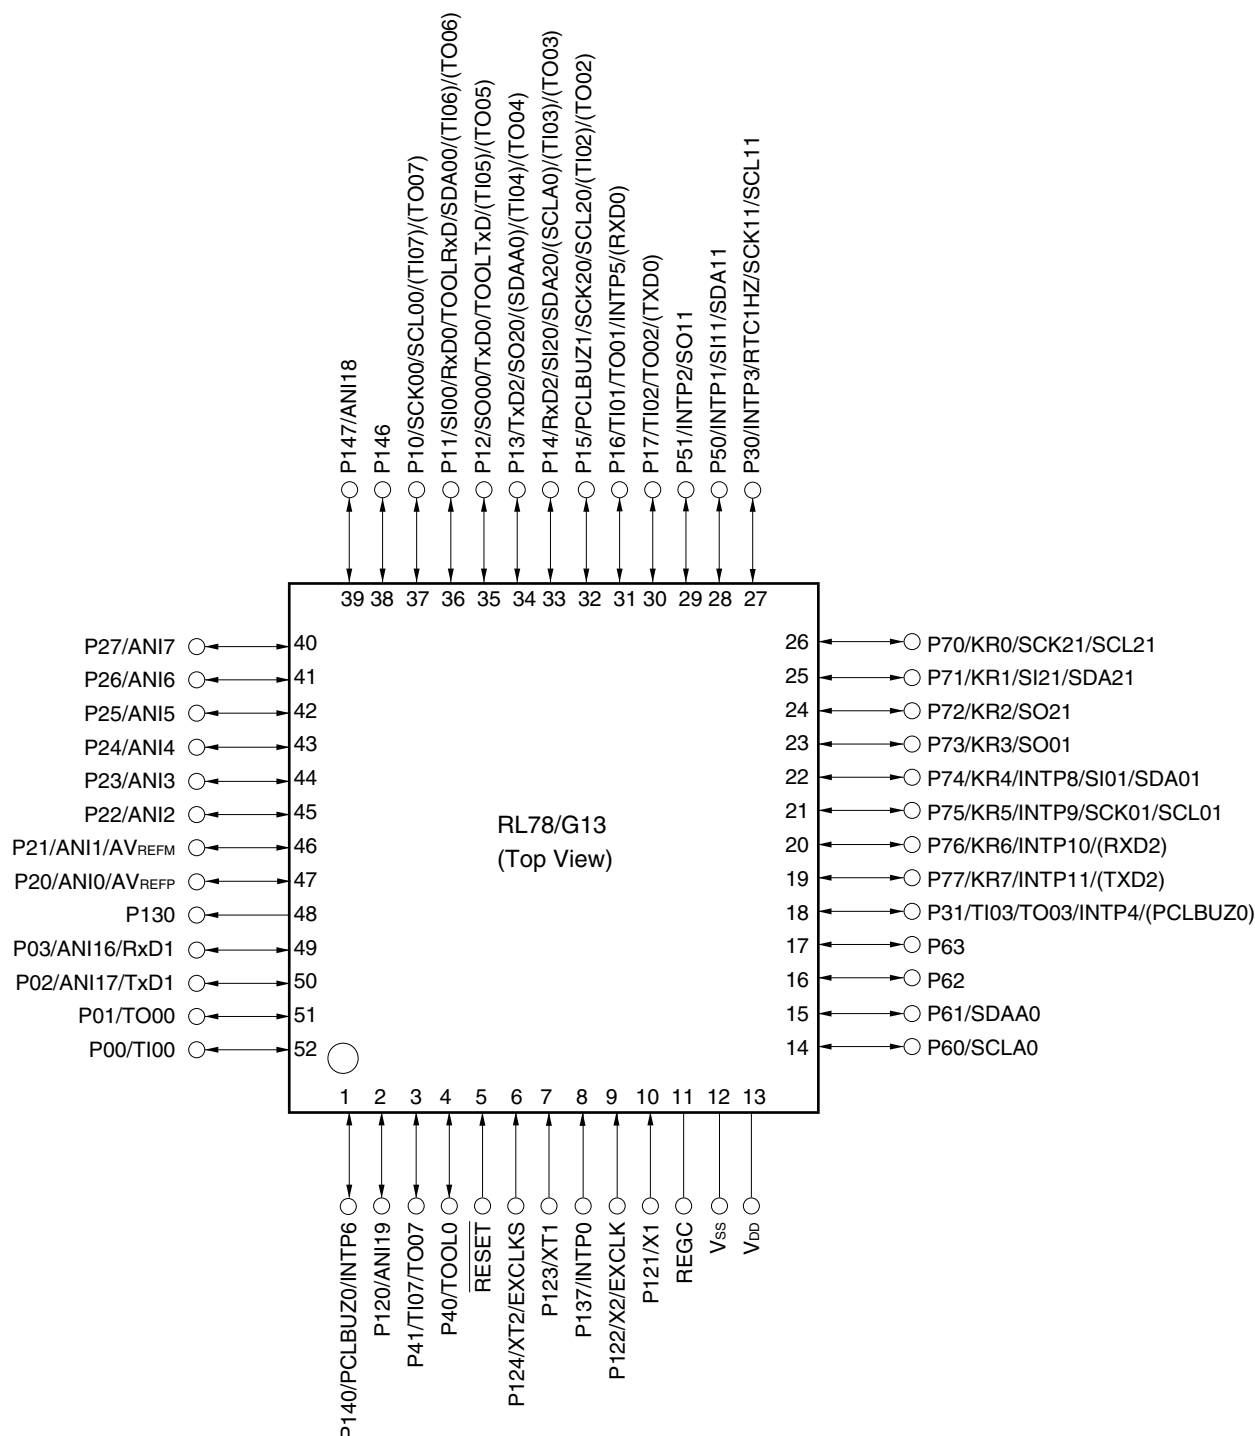 P147/ANI18
P146
P10/SCK00/SCL00/(TI07)/(TO07)
P11/SI00/RxD0/TOOLRxD/SDA00/(TI06)/(TO06)
P12/SO00/TxD0/TOOLTxD/(TI05)/(TO05)
P13/TxD2/SO20/(SDAA0)/(TI04)/(TO04)
P14/RxD2/SI20/SDA20/(SCLA0)/(TI03)/(TO03)
P15/PCLBUZ1/SCK20/SCL20/(TI02)/(TO02)
P16/TI01/TO01/INTP5/(RXD0)
P17/TI02/TO02/(TXD0)
P51/INTP2/SO11
P50/INTP1/SI11/SDA11
P30/INTP3/RTC1HZ/SCK11/SCL11
39 38 37 36 35 34 33 32 31 30 29 28 27
P27/ANI7 40
P26/ANI6 41
P25/ANI5 42
P24/ANI4 43
P23/ANI3 44
P22/ANI2 45
P21/ANI1/AVREFM 46
P20/ANI0/AVREFP 47
P130 48
P03/ANI16/RxD1 49
P02/ANI17/TxD1 50
P01/TO00 51
P00/TI00 52
RL78/G13
(Top View)
26 P70/KR0/SCK21/SCL21
25 P71/KR1/SI21/SDA21
24 P72/KR2/SO21
23 P73/KR3/SO01
22 P74/KR4/INTP8/SI01/SDA01
21 P75/KR5/INTP9/SCK01/SCL01
20 P76/KR6/INTP10/(RXD2)
19 P77/KR7/INTP11/(TXD2)
18 P31/TI03/TO03/INTP4/(PCLBUZ0)
17 P63
16 P62
15 P61/SDAA0
14 P60/SCLA0
1 2 3 4 5 6 7 8 9 10 11 12 13
P140/PCLBUZ0/INTP6
P120/ANI19
P41/TI07/TO07
P40/TOOL0
RESET
P124/XT2/EXCLKS
P123/XT1
P137/INTP0
P122/X2/EXCLK
P121/X1
REGC
VSS
VDD